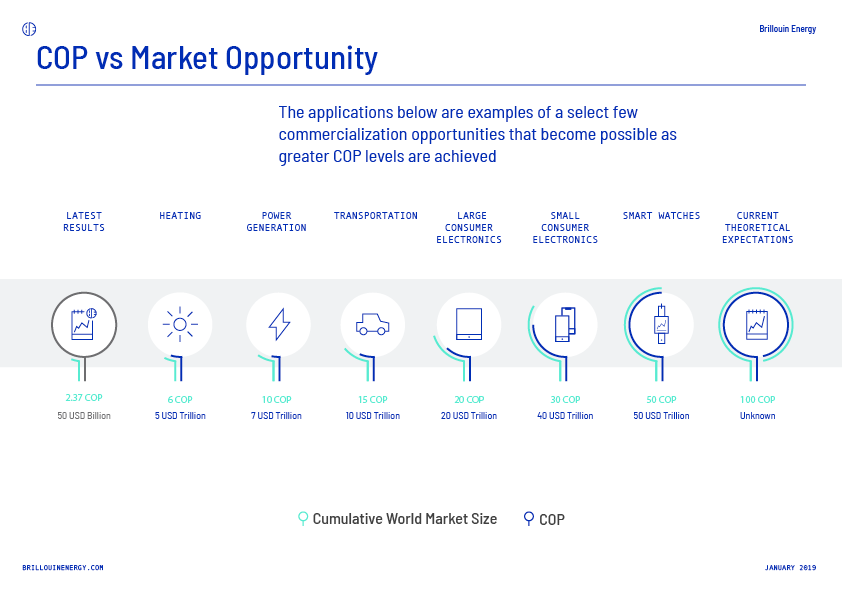 Brillouin Energy
COP vs Market Opportunity
The applications below are examples of a select few
commercialization opportunities that become possible as
greater COP levels are achieved
LATEST
RESULTS
HEATING
POWER
GENERATION
TRANSPORTATION
LARGE
CONSUMER
ELECTRONICS
SMALL
CONSUMER
ELECTRONICS
SMART WATCHES
CURRENT
THEORETICAL
EXPECTATIONS
2.37 COP
50 USD Billion
6 COP
5 USD Trillion
10 COP
7 USD Trillion
15 COP
10 USD Trillion
20 COP
20 USD Trillion
30 COP
40 USD Trillion
50 COP
50 USD Trillion
100 COP
Unknown
Cumulative World Market Size
COP
BRILLOUINENERGY.COM
JANUARY 2019